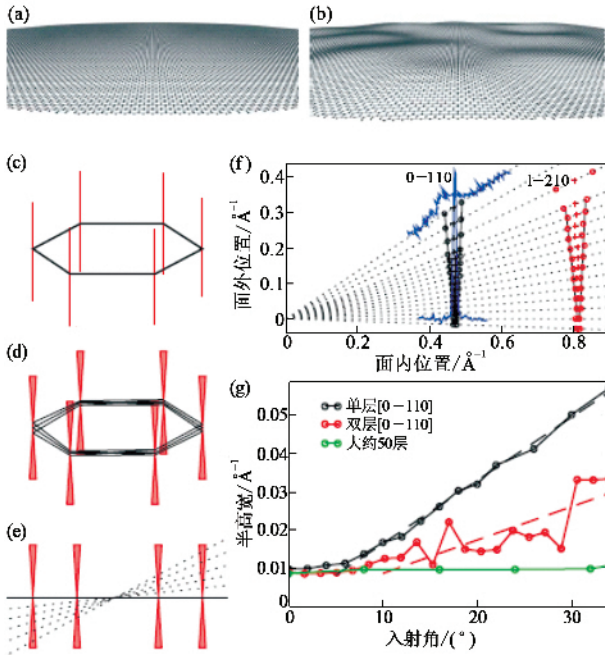 (a)
(b)
(c)
(d)
(e)
(f)
0−110
1−210
0.4
0.3
0.2
0.1
0
面外位置/Å⁻¹
0 0.2 0.4 0.6 0.8
面内位置/Å⁻¹
(g)
单层[0−110]
双层[0−110]
大约50层
0.05
0.04
0.03
0.02
0.01
0
半高宽/Å⁻¹
0 10 20 30
入射角/(°)